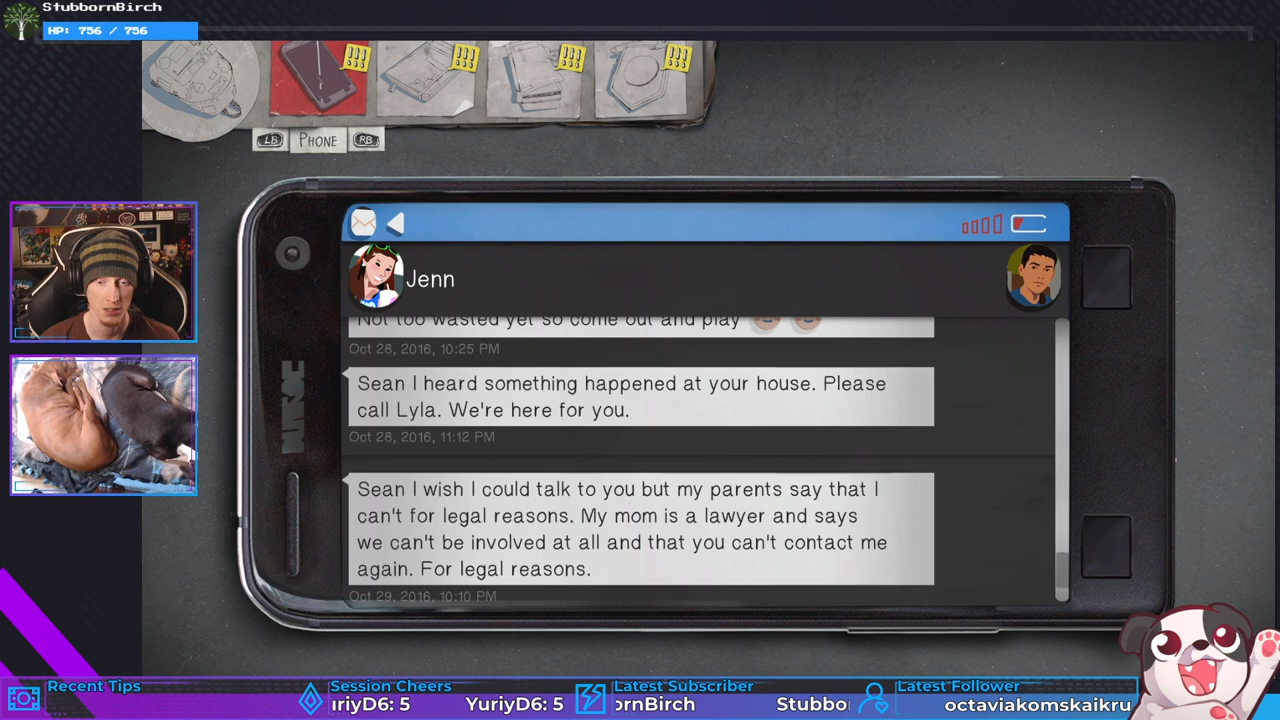 StubbornBirch
HP: 756 / 756
LB PHONE RB
Jenn
Not too wasted yet so come out and play
Oct 28, 2016, 10:25 PM
Sean I heard something happened at your house. Please
call Lyla. We're here for you.
Oct 28, 2016, 11:12 PM
Sean I wish I could talk to you but my parents say that I
can't for legal reasons. My mom is a lawyer and says
we can't be involved at all and that you can't contact me
again. For legal reasons.
Oct 29, 2016, 10:10 PM
Recent Tips
Session Cheers
ıriyD6: 5 YuriyD6: 5
Latest Subscriber
ornBirch Stubbo
Latest Follower
octaviakomskaikru